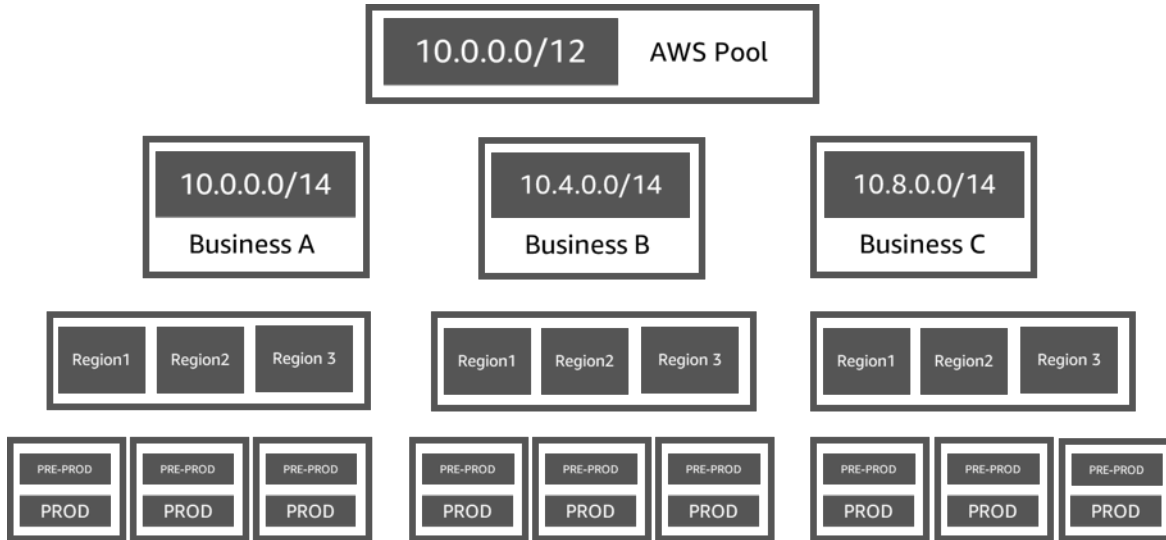 10.0.0.0/12 AWS Pool
10.0.0.0/14 10.4.0.0/14 10.8.0.0/14
Business A Business B Business C
Region1 Region2 Region 3 Region1 Region2 Region 3 Region1 Region2 Region 3
PRE-PROD PRE-PROD PRE-PROD PRE-PROD PRE-PROD PRE-PROD PRE-PROD PRE-PROD PRE-PROD
PROD PROD PROD PROD PROD PROD PROD PROD PROD